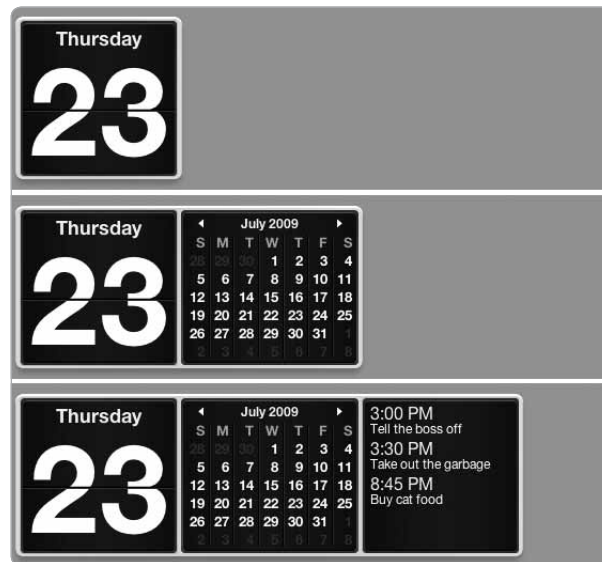 Thursday
23
Thursday
23
July 2009
S M T W T F S
28 29 30 1 2 3 4
5 6 7 8 9 10 11
12 13 14 15 16 17 18
19 20 21 22 23 24 25
26 27 28 29 30 31 1
2 3 4 5 6 7 8
Thursday
23
July 2009
S M T W T F S
28 29 30 1 2 3 4
5 6 7 8 9 10 11
12 13 14 15 16 17 18
19 20 21 22 23 24 25
26 27 28 29 30 31 1
2 3 4 5 6 7 8
3:00 PM
Tell the boss off
3:30 PM
Take out the garbage
8:45 PM
Buy cat food